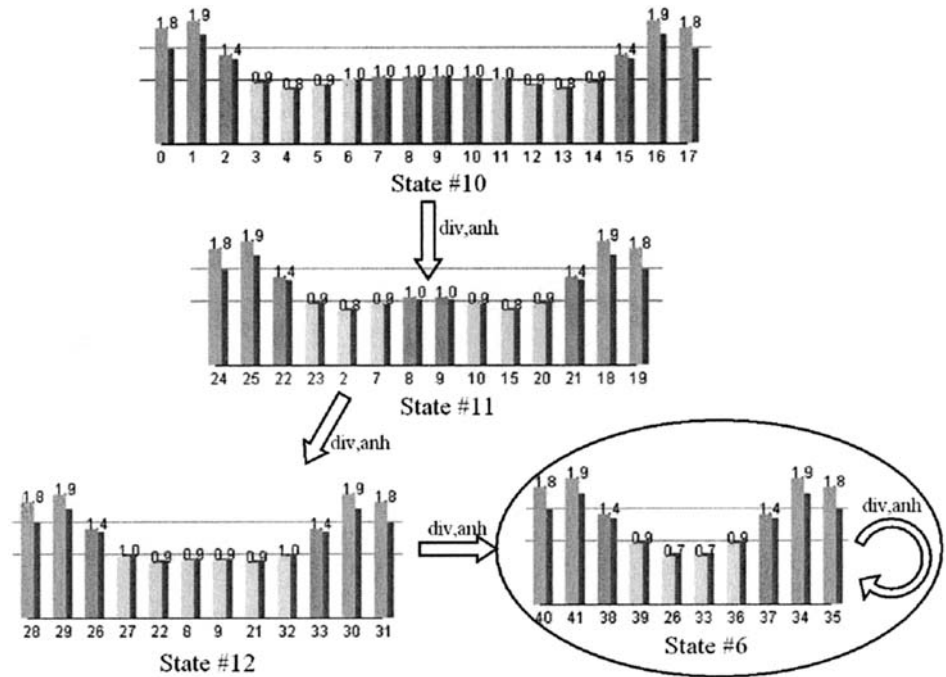 1.8 1.9 1.4 0.9 0.8 0.9 1.0 1.0 1.0 1.0 1.0 1.0 0.9 0.8 0.9 1.4 1.9 1.8
0 1 2 3 4 5 6 7 8 9 10 11 12 13 14 15 16 17
State #10
div,anh
1.8 1.9 1.4 0.9 0.8 0.9 1.0 1.0 0.9 0.8 0.9 1.4 1.9 1.8
24 25 22 23 2 7 8 9 10 15 20 21 18 19
State #11
div,anh
1.8 1.9 1.4 1.0 0.9 0.9 0.9 0.9 1.0 1.4 1.9 1.8
28 29 26 27 22 8 9 21 32 33 30 31
State #12
div,anh
1.8 1.9 1.4 0.9 0.7 0.7 0.9 1.4 1.9 1.8
40 41 38 39 26 33 36 37 34 35
State #6
div,anh